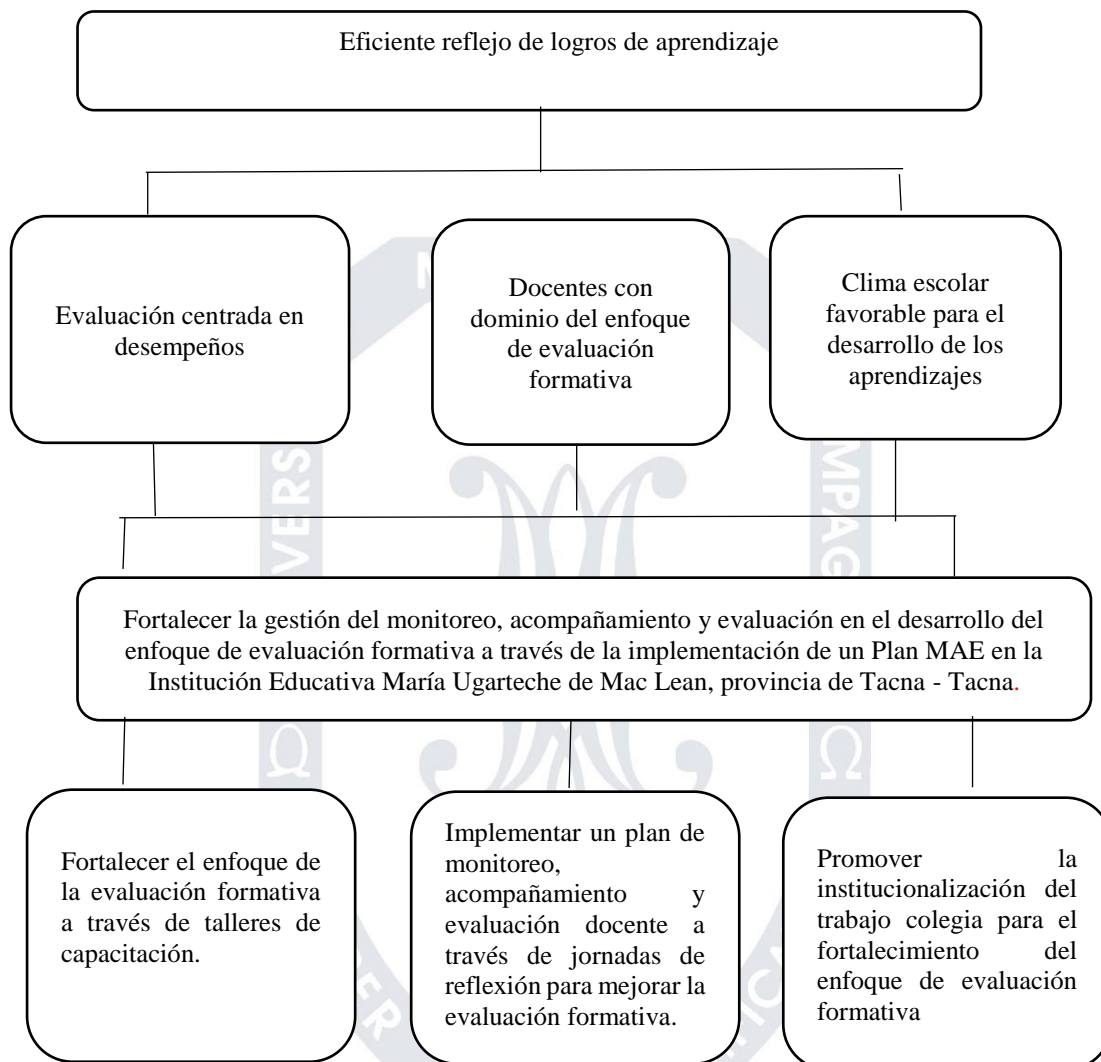 Eficiente reflejo de logros de aprendizaje
Evaluación centrada en
desempeños
Docentes con
dominio del enfoque
de evaluación
formativa
Clima escolar
favorable para el
desarrollo de los
aprendizajes
Fortalecer la gestión del monitoreo, acompañamiento y evaluación en el desarrollo del
enfoque de evaluación formativa a través de la implementación de un Plan MAE en la
Institución Educativa María Ugarteche de Mac Lean, provincia de Tacna - Tacna.
Fortalecer el enfoque de
la evaluación formativa
a través de talleres de
capacitación.
Implementar un plan de
monitoreo,
acompañamiento y
evaluación docente a
través de jornadas de
reflexión para mejorar la
evaluación formativa.
Promover la
institucionalización del
trabajo colegia para el
fortalecimiento del
enfoque de evaluación
formativa